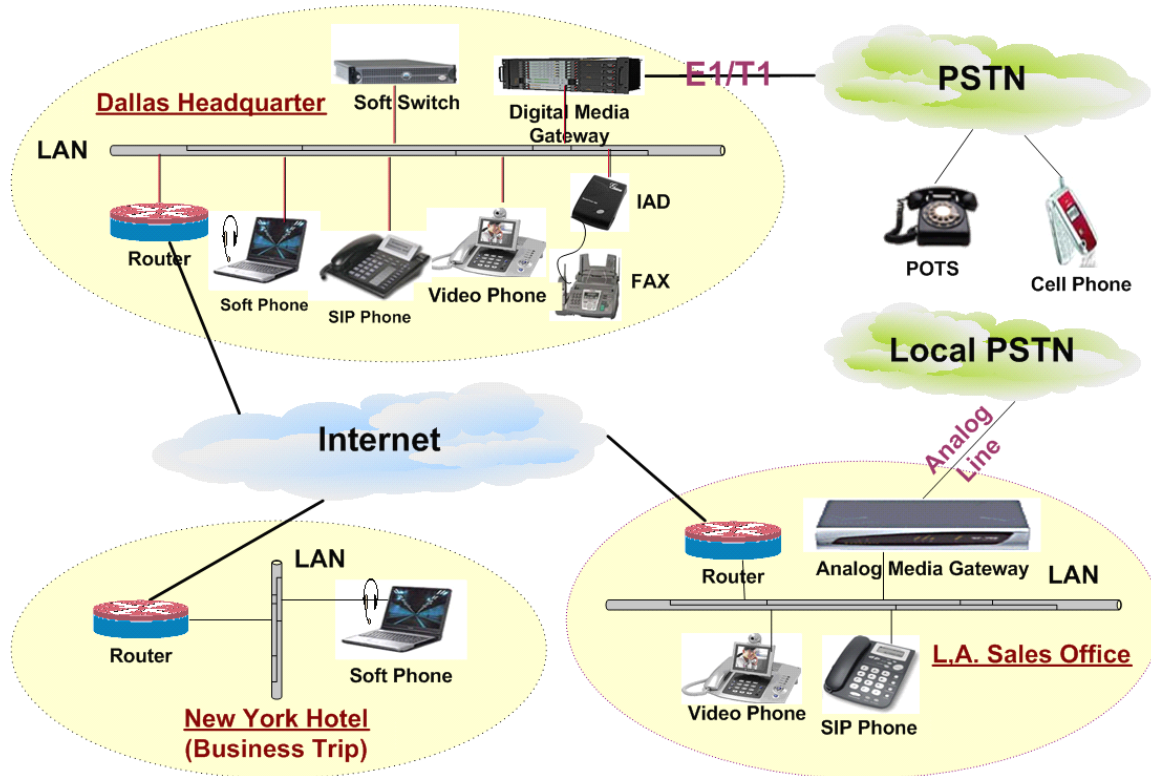 E1/T1
PSTN
Dallas Headquarter
Soft Switch
Digital Media
Gateway
LAN
IAD
Router
Soft Phone
SIP Phone
Video Phone
FAX
POTS
Cell Phone
Local PSTN
Internet
Analog
Line
LAN
Router
Soft Phone
New York Hotel
(Business Trip)
Router
Analog Media Gateway
LAN
Video Phone
SIP Phone
L,A. Sales Office